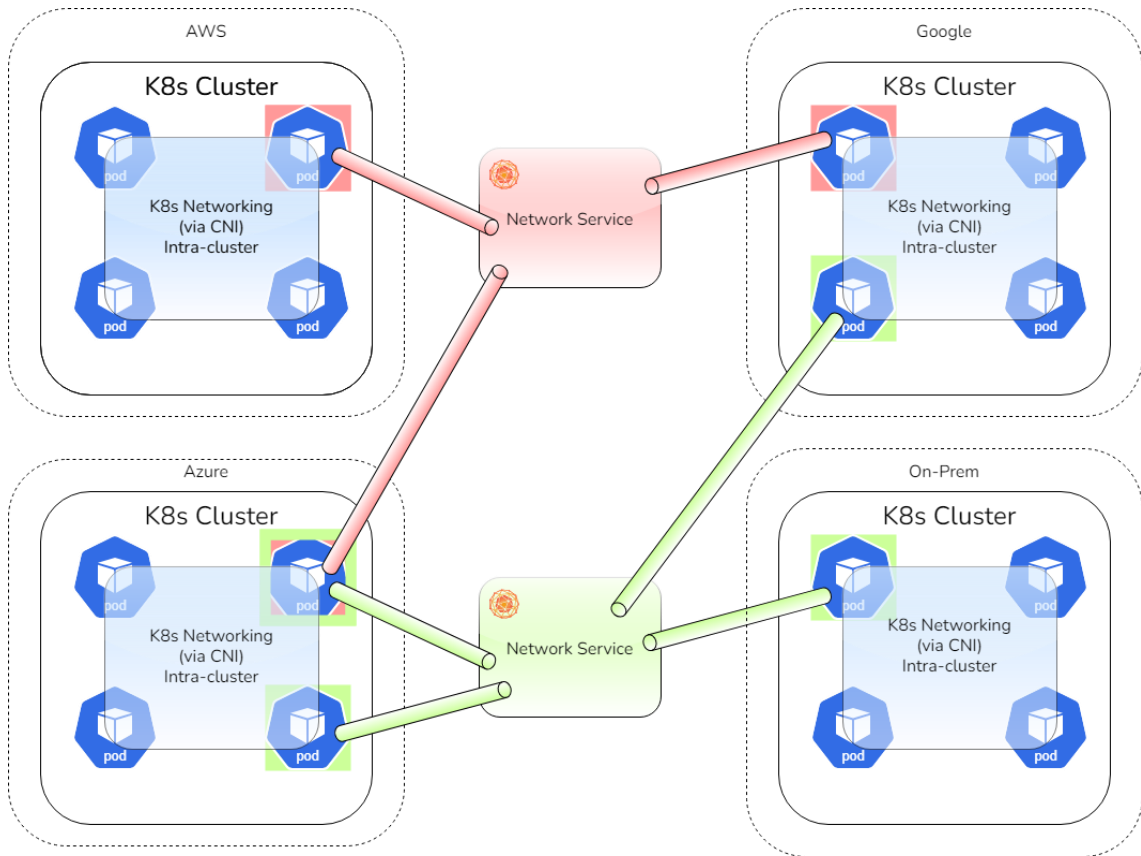 AWS
K8s Cluster
pod
pod
K8s Networking
(via CNI)
Intra-cluster
pod
pod
Network Service
Google
K8s Cluster
pod
pod
K8s Networking
(via CNI)
Intra-cluster
pod
pod
Azure
K8s Cluster
pod
pod
K8s Networking
(via CNI)
Intra-cluster
pod
pod
Network Service
On-Prem
K8s Cluster
pod
pod
K8s Networking
(via CNI)
Intra-cluster
pod
pod